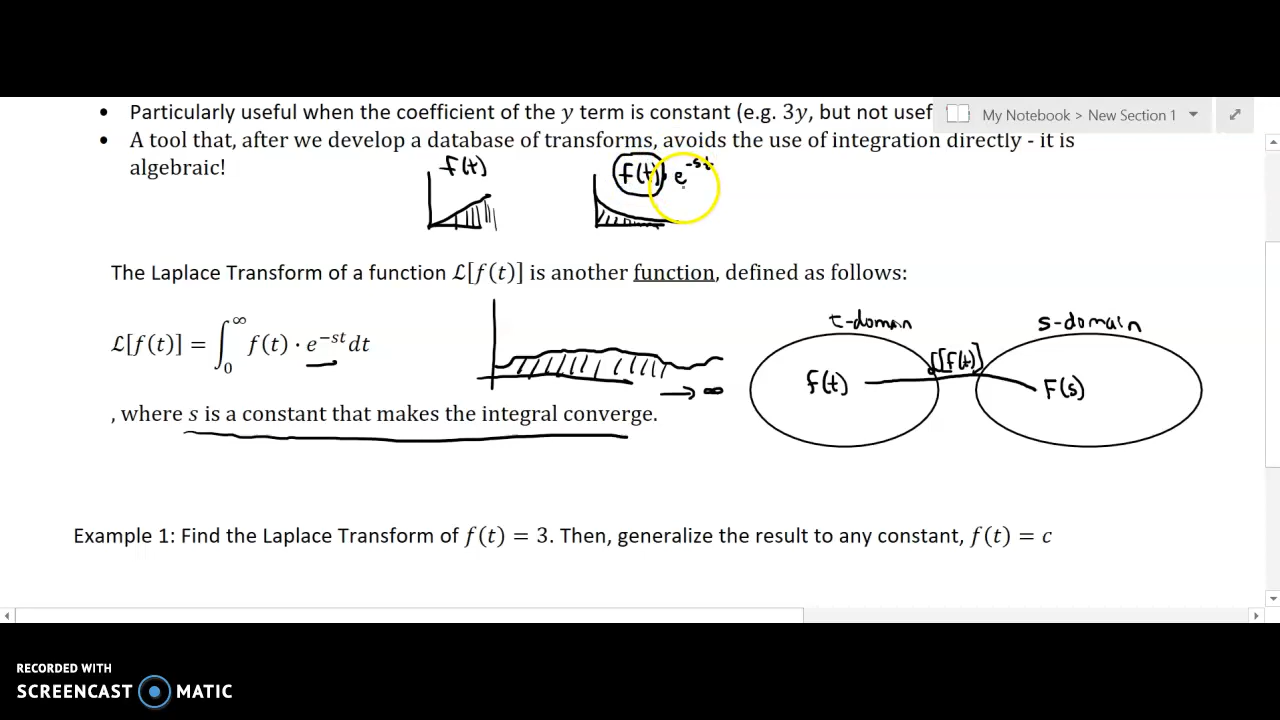 • Particularly useful when the coefficient of the y term is constant (e.g. 3y, but not usef
My Notebook > New Section 1
• A tool that, after we develop a database of transforms, avoids the use of integration directly - it is
algebraic!
f(t)
f(t) · e^{-st}
The Laplace Transform of a function ℒ[f(t)] is another function, defined as follows:
t-domain
s-domain
ℒ[f(t)] = ∫_0^∞ f(t) · e^{−st} dt
ℒ[f(t)]
f(t)
F(s)
→ ∞
, where s is a constant that makes the integral converge.
Example 1: Find the Laplace Transform of f(t) = 3. Then, generalize the result to any constant, f(t) = c
RECORDED WITH
SCREENCAST MATIC